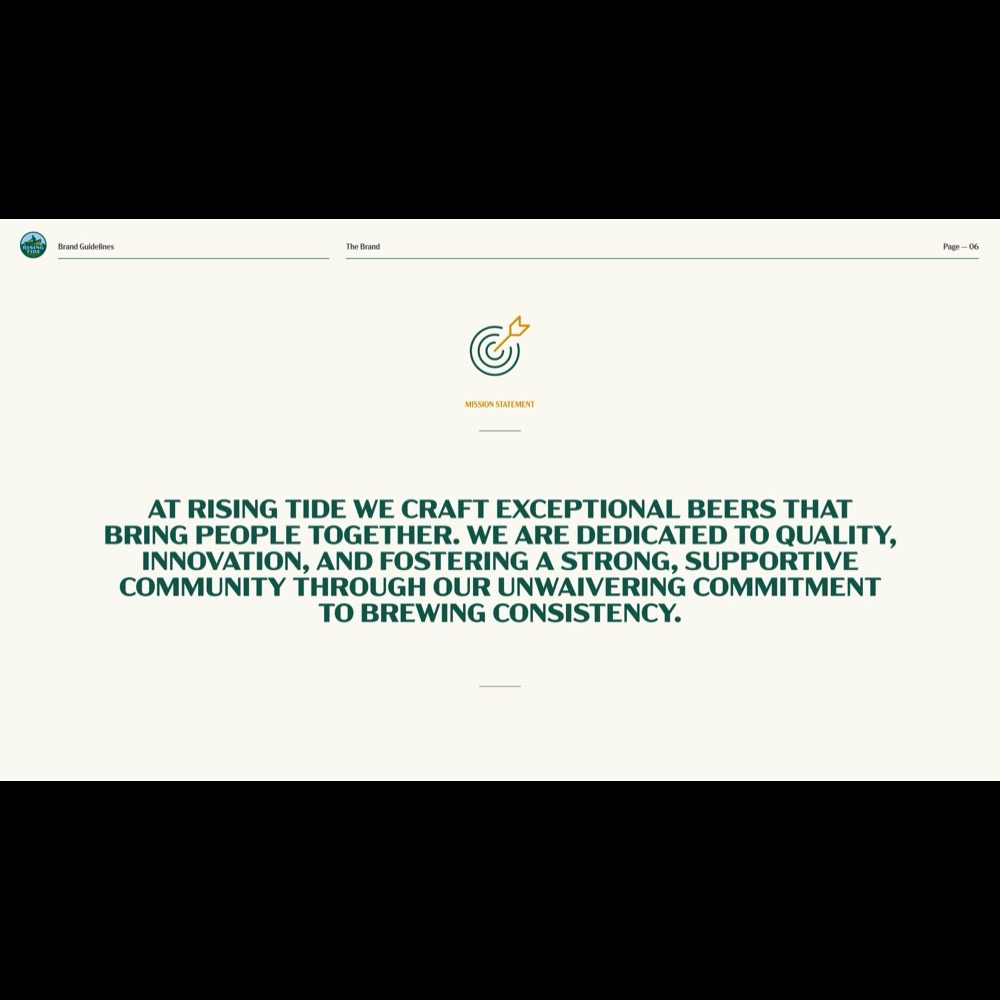 RISING
TIDE
Brand Guidelines
The Brand
Page — 06
MISSION STATEMENT
AT RISING TIDE WE CRAFT EXCEPTIONAL BEERS THAT
BRING PEOPLE TOGETHER. WE ARE DEDICATED TO QUALITY,
INNOVATION, AND FOSTERING A STRONG, SUPPORTIVE
COMMUNITY THROUGH OUR UNWAIVERING COMMITMENT
TO BREWING CONSISTENCY.